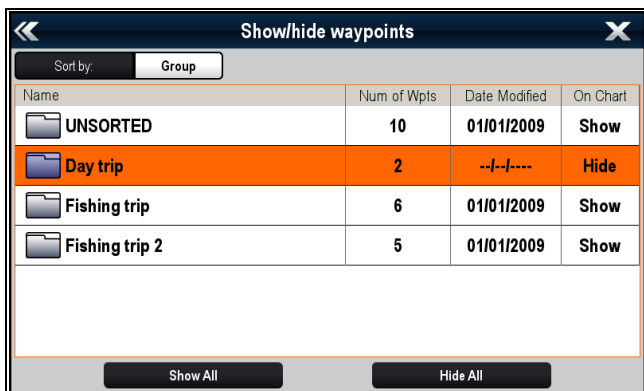 Show/hide waypoints
Sort by: Group
Name Num of Wpts Date Modified On Chart
UNSORTED 10 01/01/2009 Show
Day trip 2 --/--/---- Hide
Fishing trip 6 01/01/2009 Show
Fishing trip 2 5 01/01/2009 Show
Show All Hide All